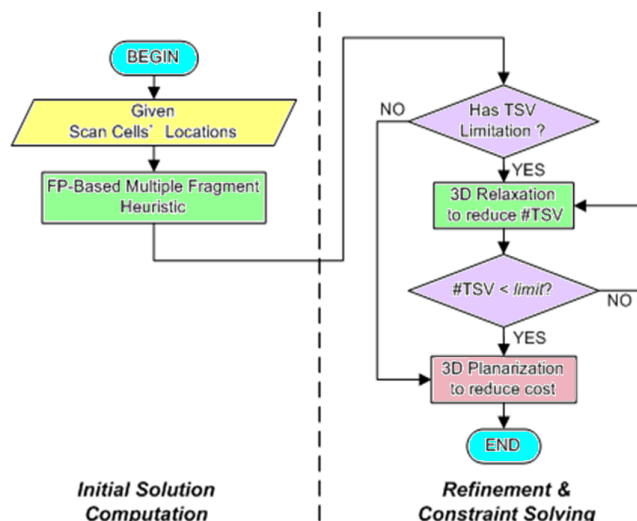 BEGIN
Given
Scan Cells' Locations
FP-Based Multiple Fragment
Heuristic
Initial Solution
Computation
Has TSV
Limitation ?
NO
YES
3D Relaxation
to reduce #TSV
#TSV < limit?
NO
YES
3D Planarization
to reduce cost
END
Refinement &
Constraint Solving